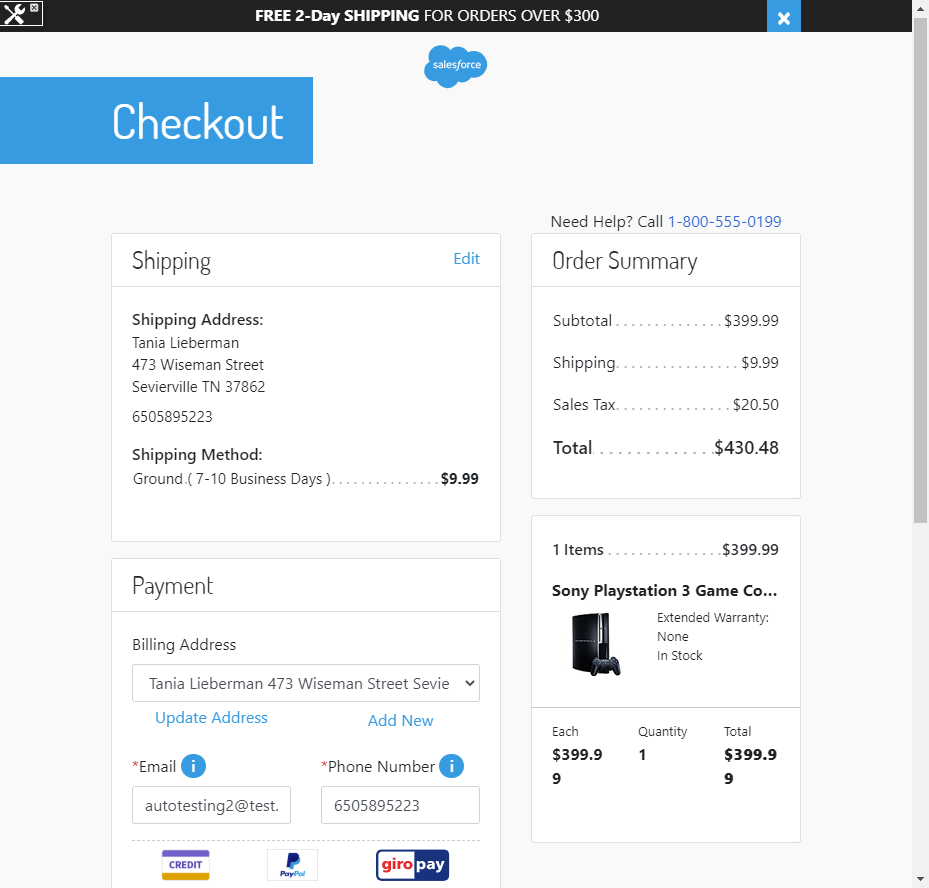 FREE 2-Day SHIPPING FOR ORDERS OVER $300
salesforce
Checkout
Need Help? Call 1-800-555-0199
Shipping
Edit
Shipping Address:
Tania Lieberman
473 Wiseman Street
Sevierville TN 37862
6505895223
Shipping Method:
Ground ( 7-10 Business Days ) $9.99
Order Summary
Subtotal $399.99
Shipping $9.99
Sales Tax $20.50
Total $430.48
1 Items $399.99
Sony Playstation 3 Game Co...
Extended Warranty:
None
In Stock
Each Quantity Total
$399.9 1 $399.9
9 9
Payment
Billing Address
Tania Lieberman 473 Wiseman Street Sevie
Update Address Add New
*Email i *Phone Number i
autotesting2@test. 6505895223
CREDIT PayPal giropay